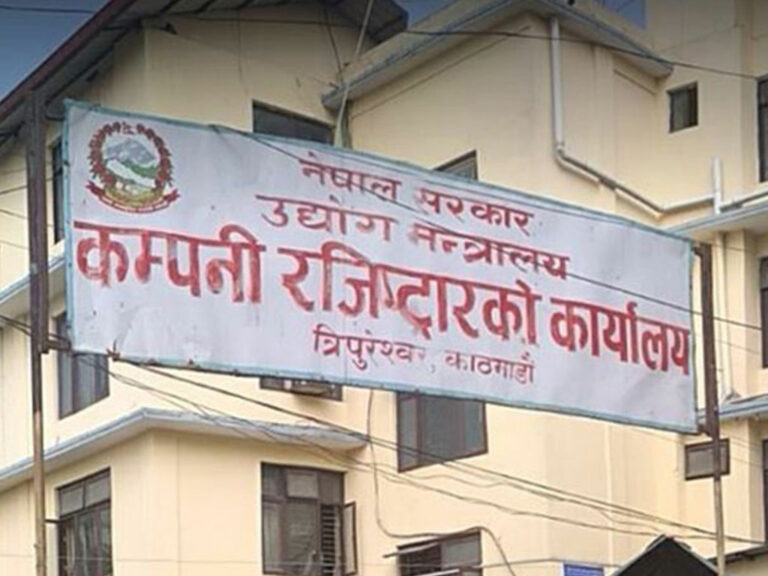 नेपाल सरकार
उद्योग मन्त्रालय
कम्पनी रजिष्ट्रारको कार्यालय
त्रिपुरेश्वर, काठमाडौं